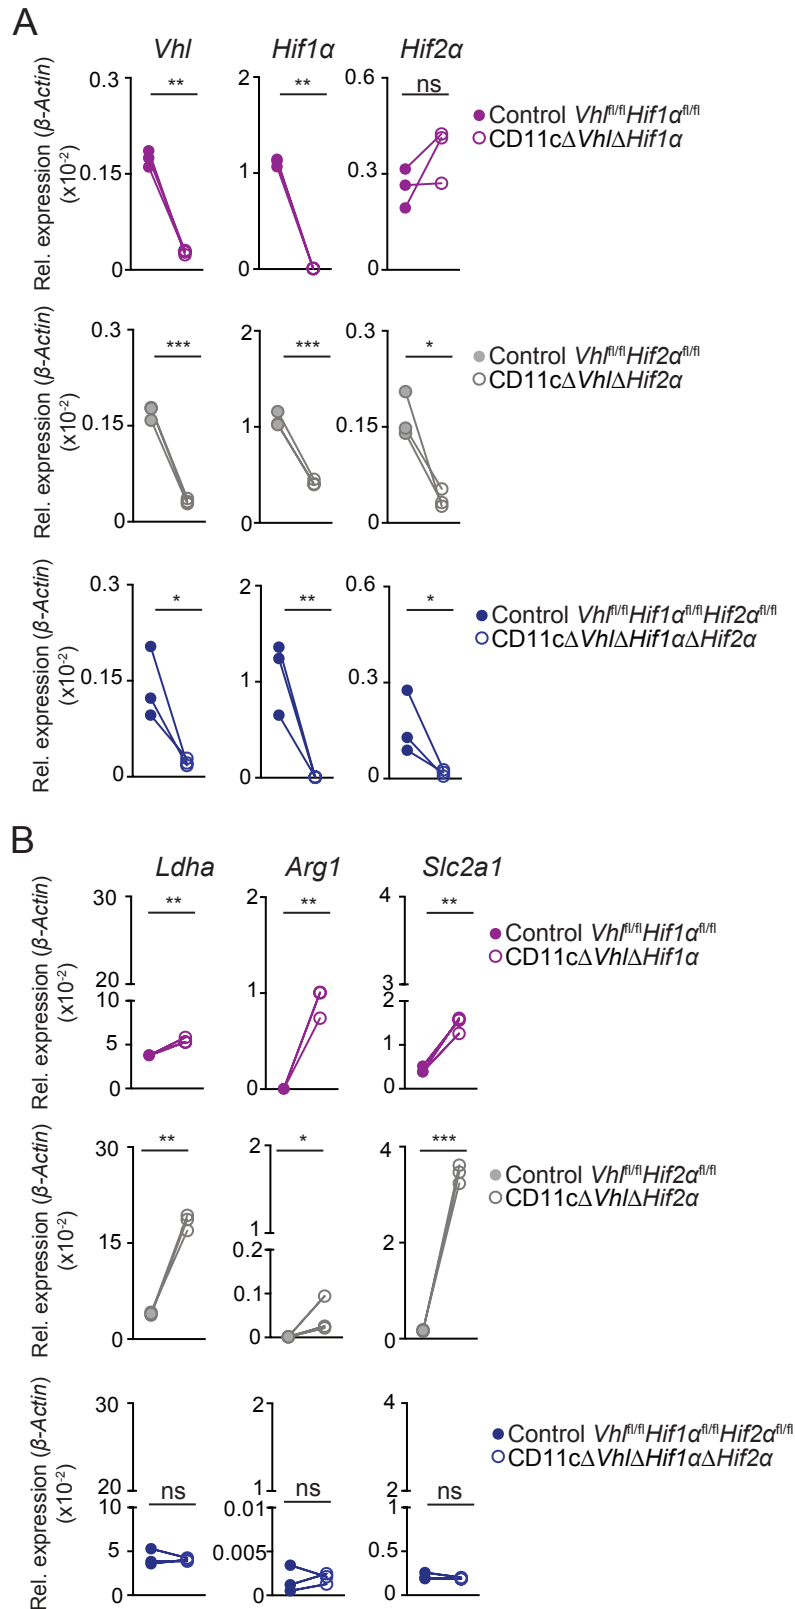 A
Vhl Hif1α Hif2α
Rel. expression (β-Actin)
(x10⁻²)
0.3
0.15
0
**
2
1
0
**
0.6
0.3
0
ns
Control Vhlfl/flHif1αfl/fl
CD11cΔVhlΔHif1α
Rel. expression (β-Actin)
(x10⁻²)
0.3
0.15
0
***
2
1
0
***
0.3
0.15
0
*
Control Vhlfl/flHif2αfl/fl
CD11cΔVhlΔHif2α
Rel. expression (β-Actin)
(x10⁻²)
0.3
0.15
0
*
2
1
0
**
0.6
0.3
0
*
Control Vhlfl/flHif1αfl/flHif2αfl/fl
CD11cΔVhlΔHif1αΔHif2α
B
Ldha Arg1 Slc2a1
Rel. expression (β-Actin)
(x10⁻²)
30
20
10
5
0
**
2
1
0
**
4
3
2
1
0
**
Control Vhlfl/flHif1αfl/fl
CD11cΔVhlΔHif1α
Rel. expression (β-Actin)
(x10⁻²)
30
15
0
**
2
1
0.2
0.1
0
*
4
2
0
***
Control Vhlfl/flHif2αfl/fl
CD11cΔVhlΔHif2α
Rel. expression (β-Actin)
(x10⁻²)
30
20
10
5
0
ns
2
1
0.01
0.005
0
ns
4
2
1
0.5
0
ns
Control Vhlfl/flHif1αfl/flHif2αfl/fl
CD11cΔVhlΔHif1αΔHif2α